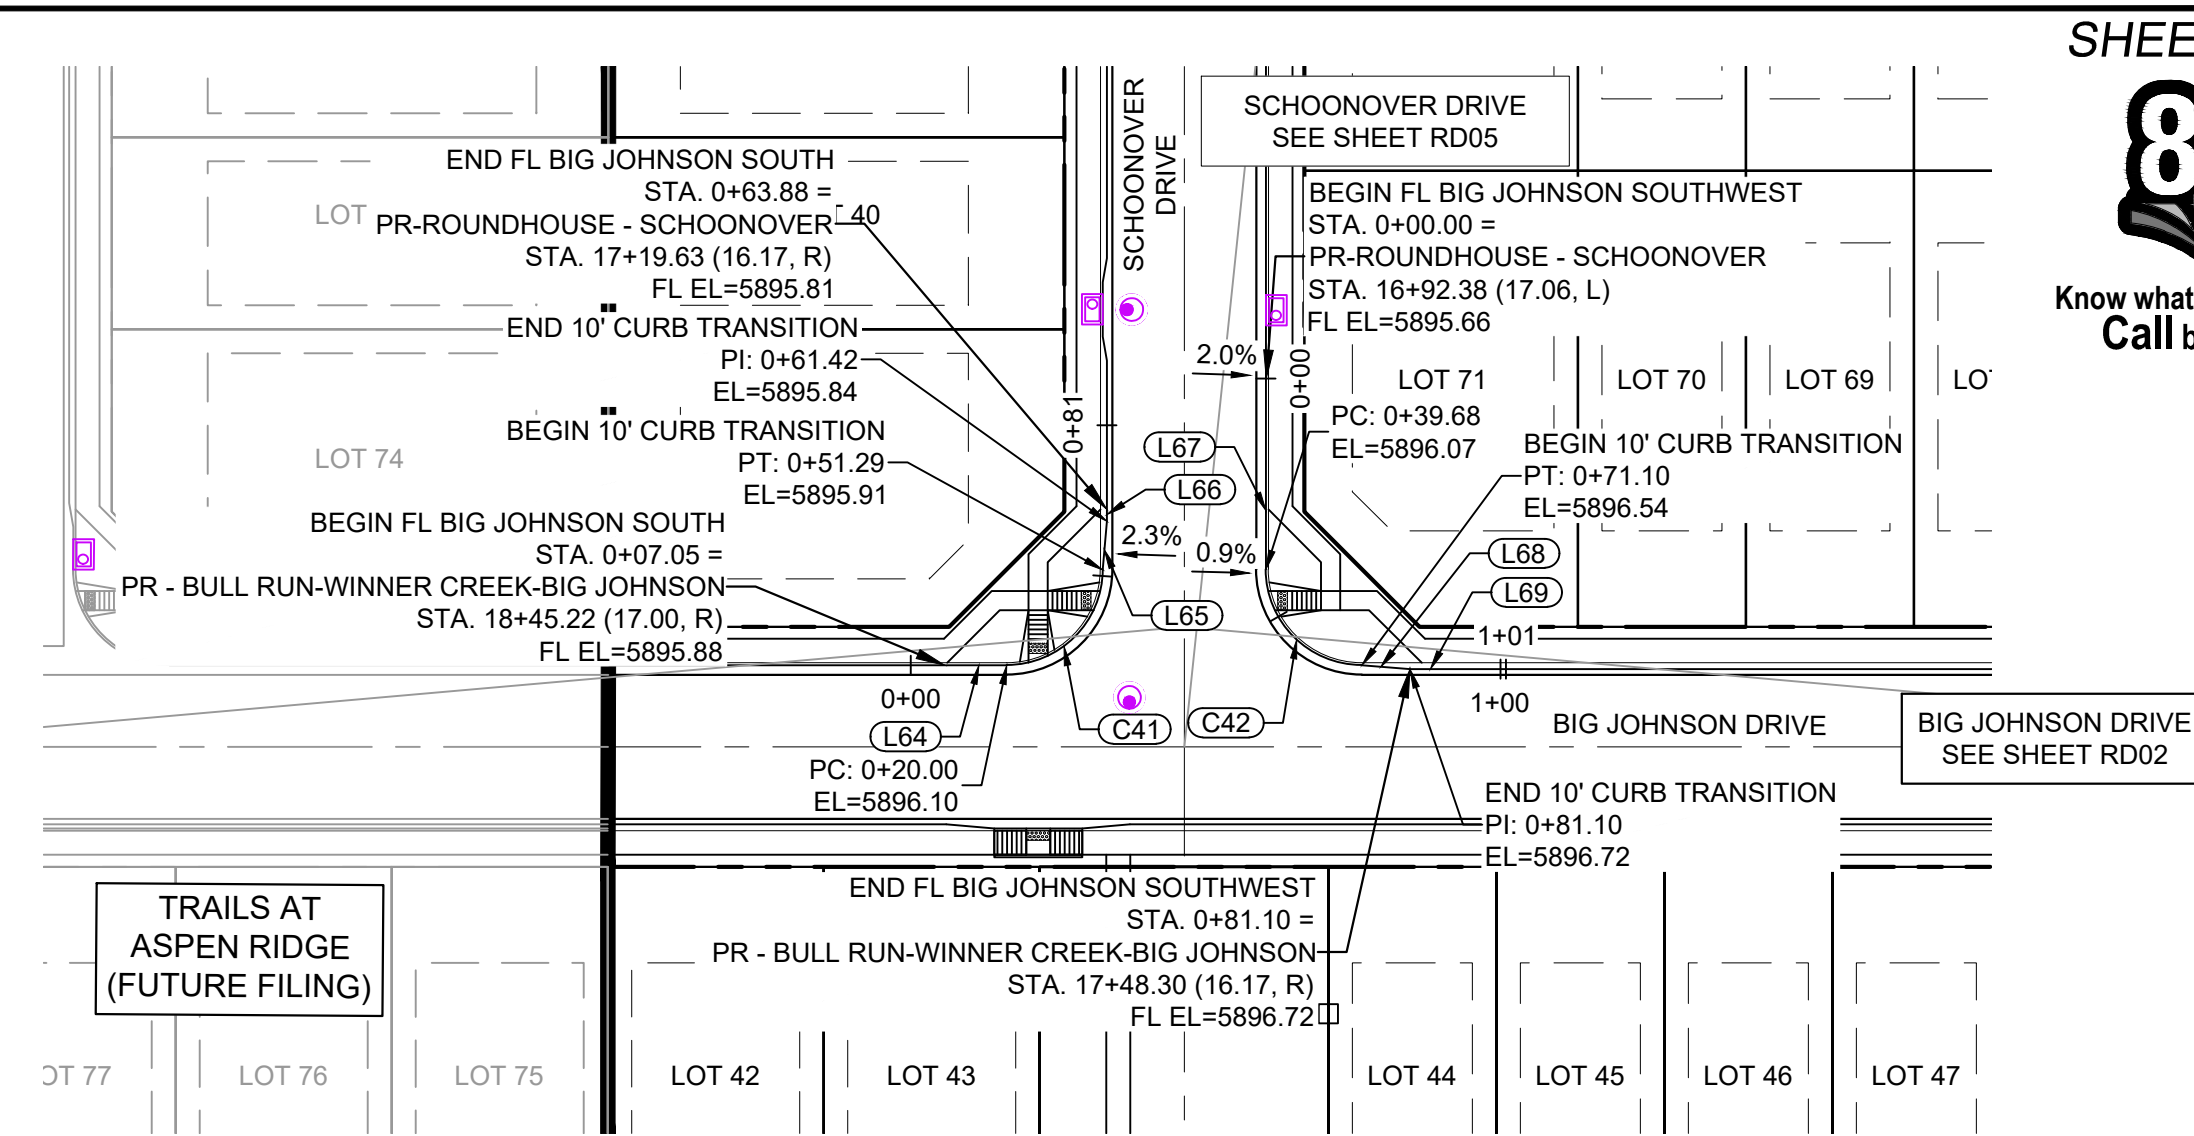 SHEE
SCHOONOVER DRIVE
SEE SHEET RD05
SCHOONOVER
DRIVE
8
Know what
Call b
END FL BIG JOHNSON SOUTH
STA. 0+63.88 =
PR-ROUNDHOUSE - SCHOONOVER
STA. 17+19.63 (16.17, R)
FL EL=5895.81
LOT
40
END 10' CURB TRANSITION
PI: 0+61.42
EL=5895.84
BEGIN 10' CURB TRANSITION
PT: 0+51.29
EL=5895.91
LOT 74
BEGIN FL BIG JOHNSON SOUTH
STA. 0+07.05 =
PR - BULL RUN-WINNER CREEK-BIG JOHNSON
STA. 18+45.22 (17.00, R)
FL EL=5895.88
BEGIN FL BIG JOHNSON SOUTHWEST
STA. 0+00.00 =
PR-ROUNDHOUSE - SCHOONOVER
STA. 16+92.38 (17.06, L)
FL EL=5895.66
2.0%
0+00
0+81
LOT 71
LOT 70
LOT 69
LO
PC: 0+39.68
EL=5896.07
BEGIN 10' CURB TRANSITION
PT: 0+71.10
EL=5896.54
L67
L66
2.3%
0.9%
L68
L69
L65
1+01
0+00
1+00
L64
C41
C42
PC: 0+20.00
EL=5896.10
BIG JOHNSON DRIVE
BIG JOHNSON DRIVE
SEE SHEET RD02
END 10' CURB TRANSITION
PI: 0+81.10
EL=5896.72
END FL BIG JOHNSON SOUTHWEST
STA. 0+81.10 =
PR - BULL RUN-WINNER CREEK-BIG JOHNSON
STA. 17+48.30 (16.17, R)
FL EL=5896.72
TRAILS AT
ASPEN RIDGE
(FUTURE FILING)
OT 77
LOT 76
LOT 75
LOT 42
LOT 43
LOT 44
LOT 45
LOT 46
LOT 47